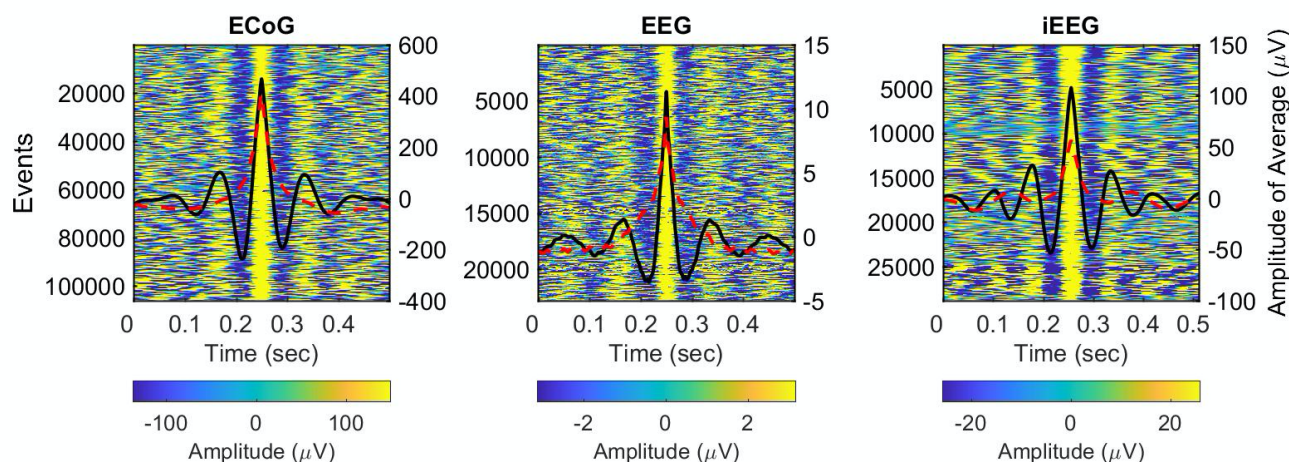 ECoG
Events
20000
40000
60000
80000
100000
600
400
200
0
-200
-400
0 0.1 0.2 0.3 0.4
Time (sec)
-100 0 100
Amplitude (μV)
EEG
5000
10000
15000
20000
15
10
5
0
-5
0 0.1 0.2 0.3 0.4
Time (sec)
-2 0 2
Amplitude (μV)
iEEG
5000
10000
15000
20000
25000
150
100
50
0
-50
-100
Amplitude of Average (μV)
0 0.1 0.2 0.3 0.4 0.5
Time (sec)
-20 0 20
Amplitude (μV)